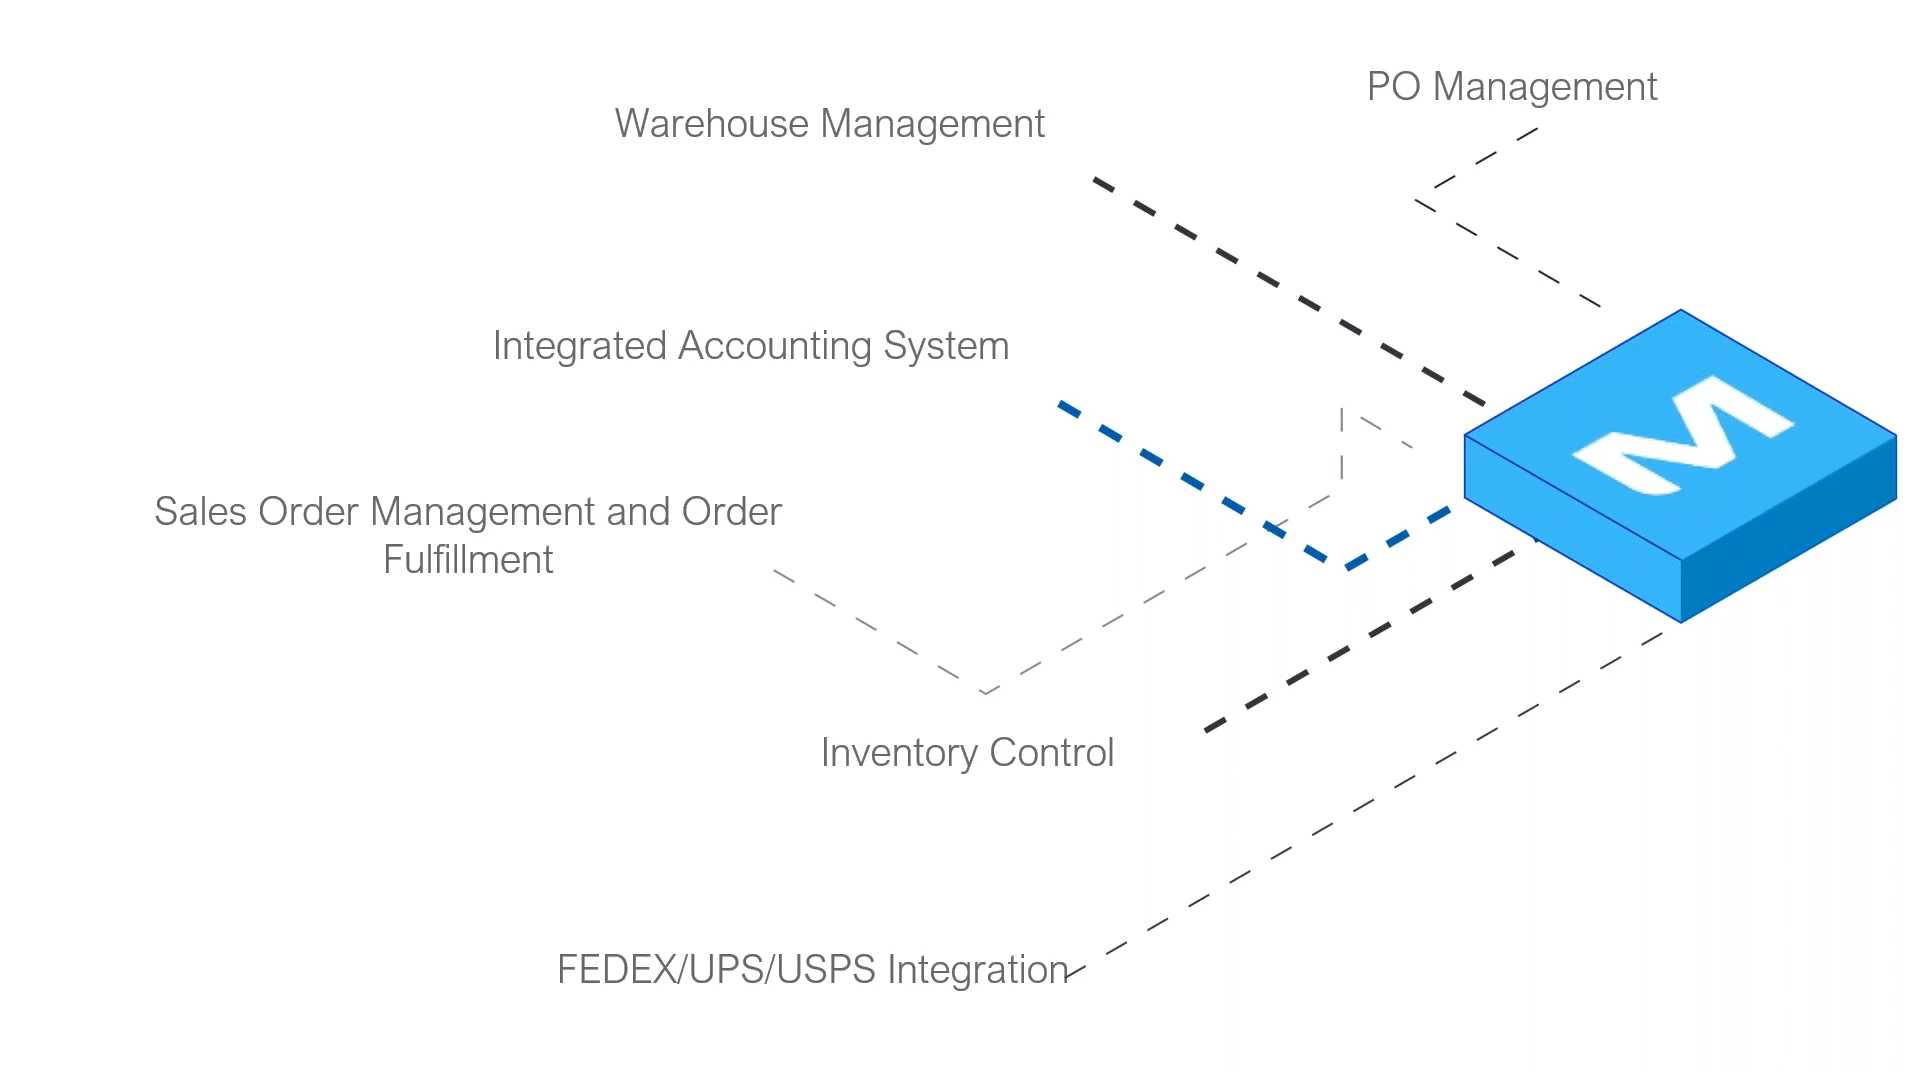 PO Management
Warehouse Management
Integrated Accounting System
Sales Order Management and Order
Fulfillment
Inventory Control
FEDEX/UPS/USPS Integration
M